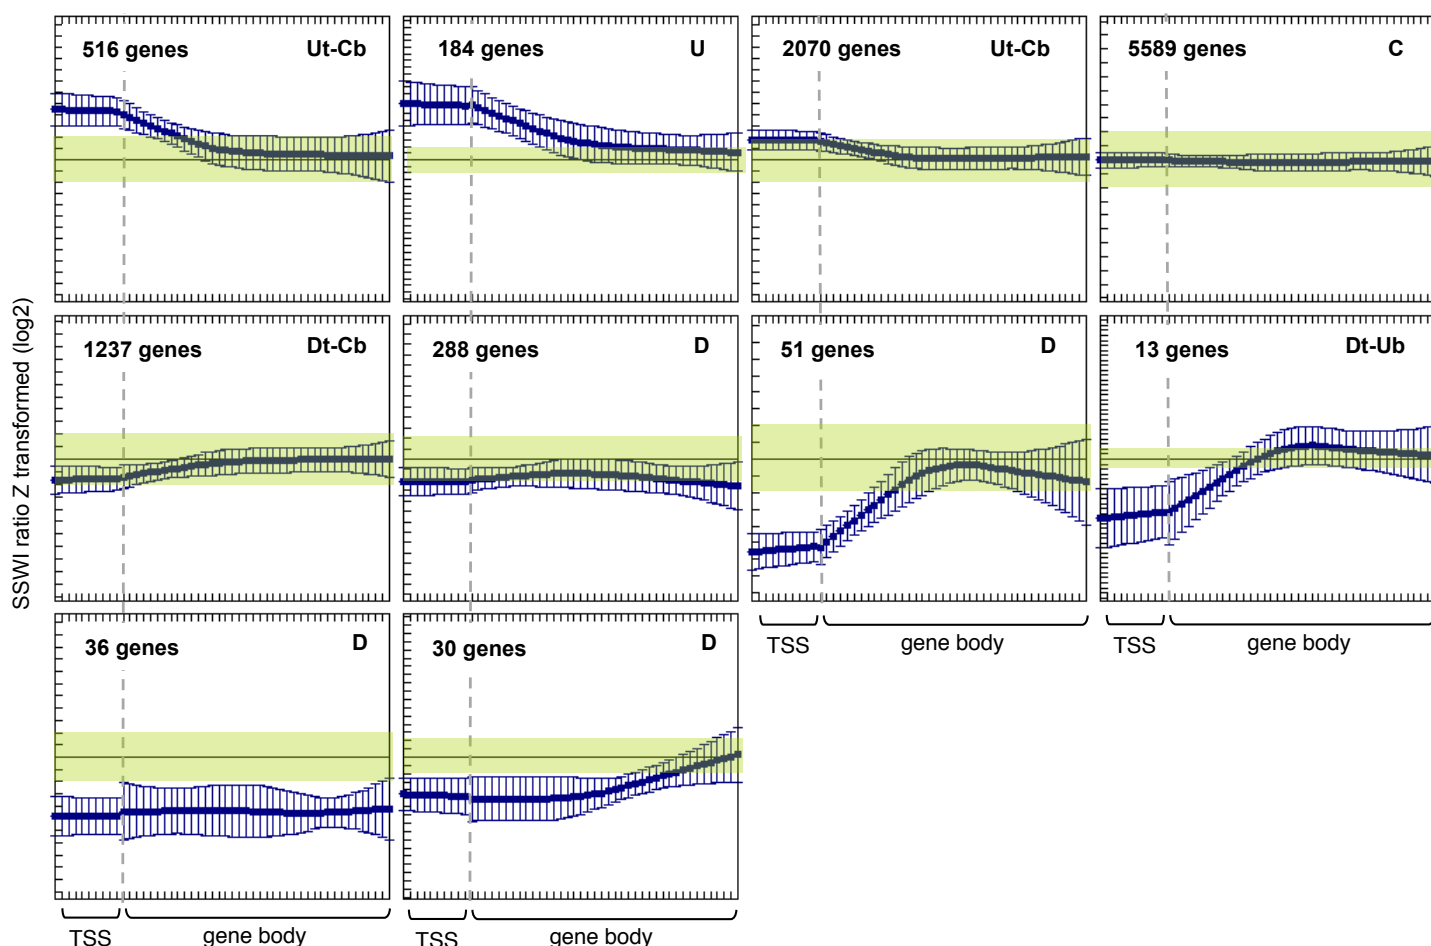 516 genes Ut-Cb
184 genes U
2070 genes Ut-Cb
5589 genes C
SSWI ratio Z transformed (log2)
1237 genes Dt-Cb
288 genes D
51 genes D
13 genes Dt-Ub
TSS gene body
TSS gene body
36 genes D
30 genes D
TSS gene body
TSS gene body